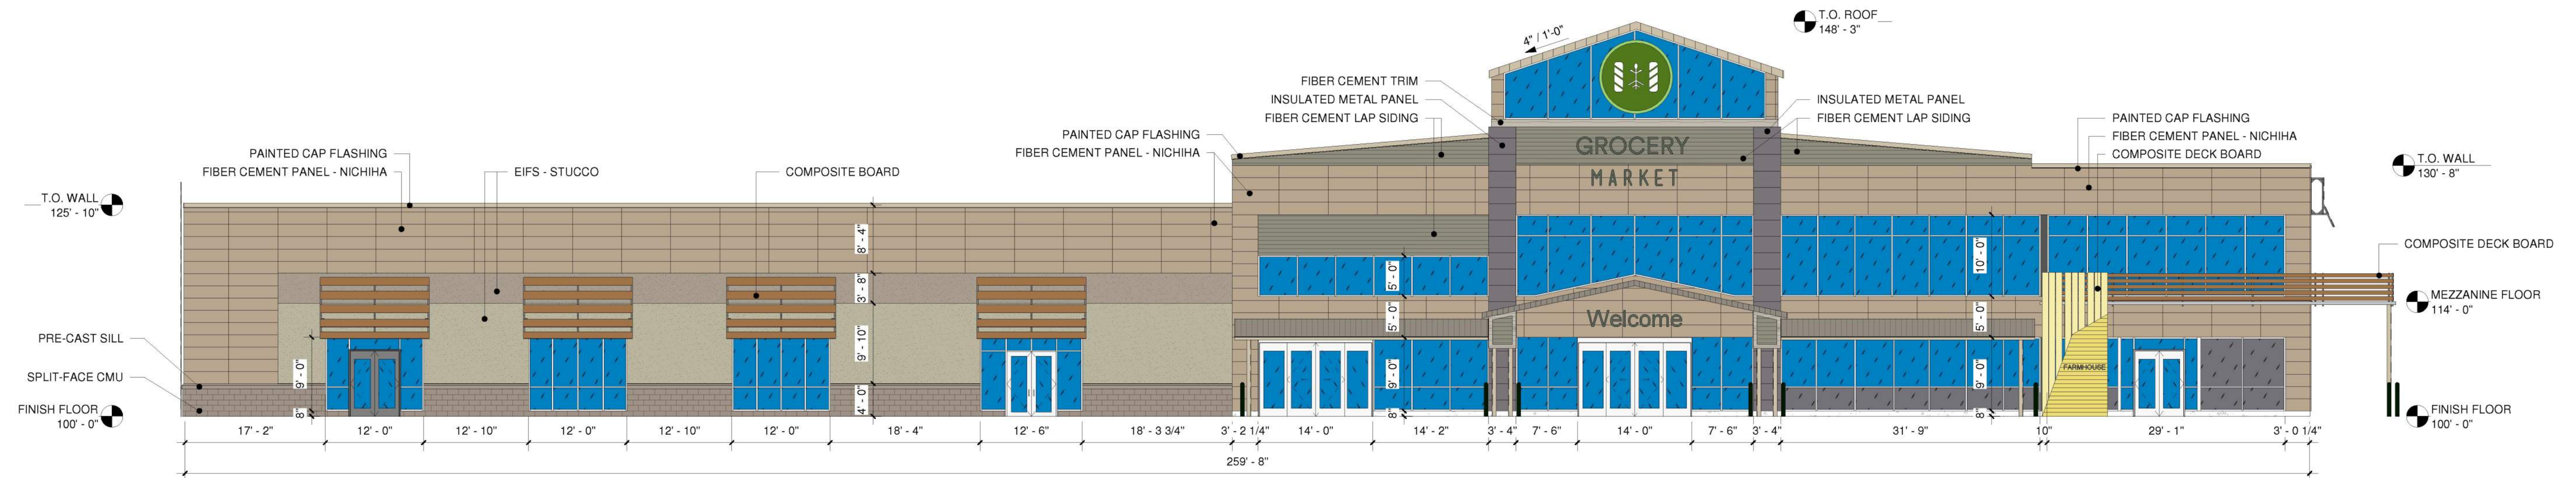 T.O. ROOF
148' - 3"
4" / 1'-0"
FIBER CEMENT TRIM
INSULATED METAL PANEL
FIBER CEMENT LAP SIDING
INSULATED METAL PANEL
FIBER CEMENT LAP SIDING
PAINTED CAP FLASHING
FIBER CEMENT PANEL - NICHIHA
PAINTED CAP FLASHING
FIBER CEMENT PANEL - NICHIHA
COMPOSITE DECK BOARD
PAINTED CAP FLASHING
FIBER CEMENT PANEL - NICHIHA
EIFS - STUCCO
COMPOSITE BOARD
GROCERY
MARKET
T.O. WALL
130' - 8"
T.O. WALL
125' - 10"
8' - 4"
3' - 8"
9' - 10"
4' - 0"
9' - 0"
8"
5' - 0"
5' - 0"
9' - 0"
8"
10' - 0"
5' - 0"
9' - 0"
8"
COMPOSITE DECK BOARD
MEZZANINE FLOOR
114' - 0"
Welcome
FARMHOUSE
PRE-CAST SILL
SPLIT-FACE CMU
FINISH FLOOR
100' - 0"
FINISH FLOOR
100' - 0"
17' - 2"
12' - 0"
12' - 10"
12' - 0"
12' - 10"
12' - 0"
18' - 4"
12' - 6"
18' - 3 3/4"
3' - 2 1/4"
14' - 0"
14' - 2"
3' - 4"
7' - 6"
14' - 0"
7' - 6"
3' - 4"
31' - 9"
10"
29' - 1"
3' - 0 1/4"
259' - 8"